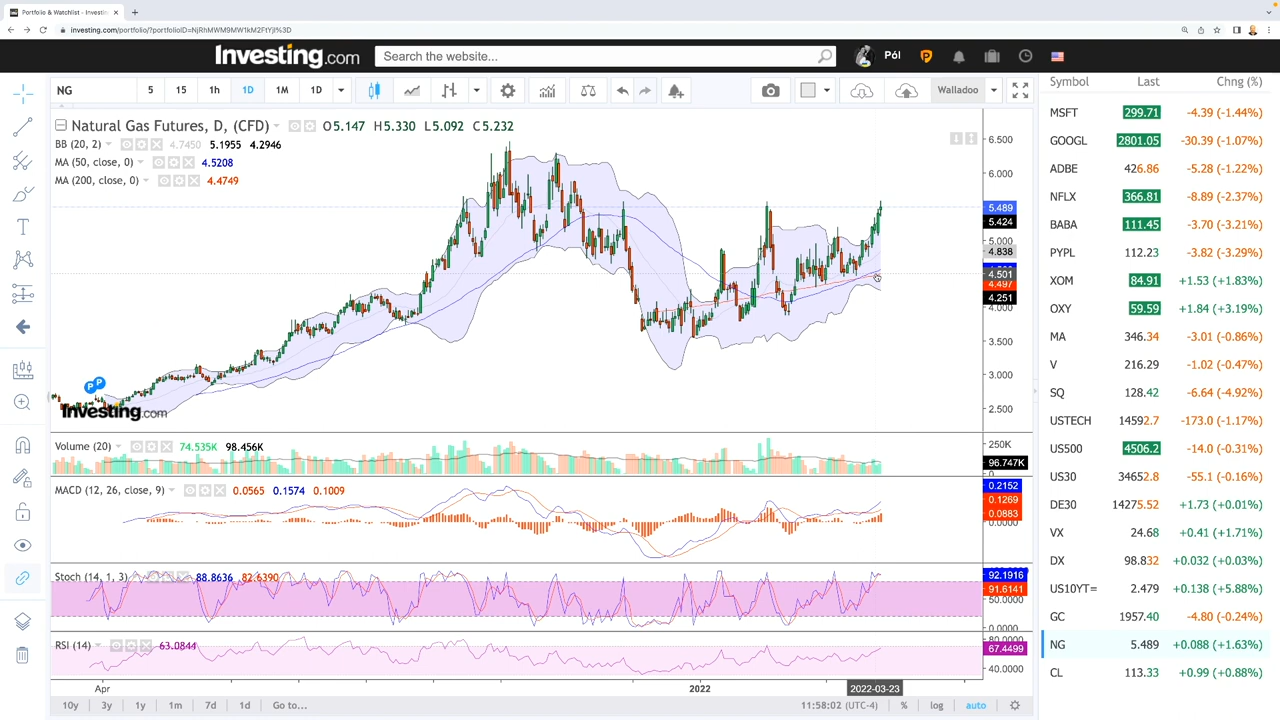 Portfolio & Watchlist - Investin
investing.com/portfolio/?portfolioID=NjRhMWM9MW1kM2FtYjI%3D
Investing.com
Search the website...
Pól
NG
5 15 1h 1D 1M 1D
Walladoo
Natural Gas Futures, D, (CFD)
O5.147 H5.330 L5.092 C5.232
BB (20, 2) 4.7450 5.1955 4.2946
MA (50, close, 0) 4.5208
MA (200, close, 0) 4.4749
6.500
6.000
5.489
5.424
5.000
4.838
4.501
4.497
4.251
4.000
3.500
3.000
2.500
P P
Investing.com
Volume (20) 74.535K 98.456K
250K
96.747K
0
MACD (12, 26, close, 9) 0.0565 0.1574 0.1009
0.2152
0.1269
0.0883
0.0000
Stoch (14, 1, 3) 88.8636 82.6390
92.1916
91.6141
50.0000
0.0000
RSI (14) 63.0844
80.0000
67.4499
40.0000
Apr 2022 2022-03-23
10y 3y 1y 1m 7d 1d Go to...
11:58:02 (UTC-4) % log auto
Symbol Last Chng (%)
MSFT 299.71 -4.39 (-1.44%)
GOOGL 2801.05 -30.39 (-1.07%)
ADBE 426.86 -5.28 (-1.22%)
NFLX 366.81 -8.89 (-2.37%)
BABA 111.45 -3.70 (-3.21%)
PYPL 112.23 -3.82 (-3.29%)
XOM 84.91 +1.53 (+1.83%)
OXY 59.59 +1.84 (+3.19%)
MA 346.34 -3.01 (-0.86%)
V 216.29 -1.02 (-0.47%)
SQ 128.42 -6.64 (-4.92%)
USTECH 14592.7 -173.0 (-1.17%)
US500 4506.2 -14.0 (-0.31%)
US30 34652.8 -55.1 (-0.16%)
DE30 14275.52 +1.73 (+0.01%)
VX 24.68 +0.41 (+1.71%)
DX 98.832 +0.032 (+0.03%)
US10YT= 2.479 +0.138 (+5.88%)
GC 1957.40 -4.80 (-0.24%)
NG 5.489 +0.088 (+1.63%)
CL 113.33 +0.99 (+0.88%)